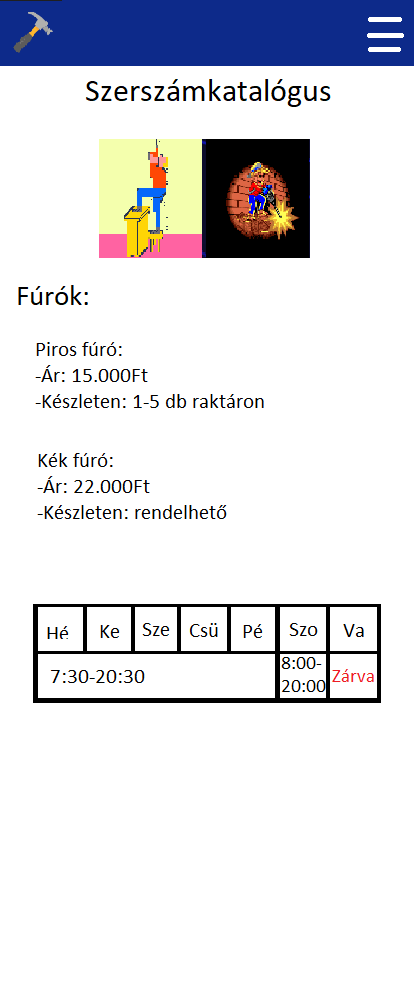 Szerszámkatalógus
Fúrók:
Piros fúró:
-Ár: 15.000Ft
-Készleten: 1-5 db raktáron
Kék fúró:
-Ár: 22.000Ft
-Készleten: rendelhető
Hé Ke Sze Csü Pé Szo Va
7:30-20:30 8:00-20:00 Zárva